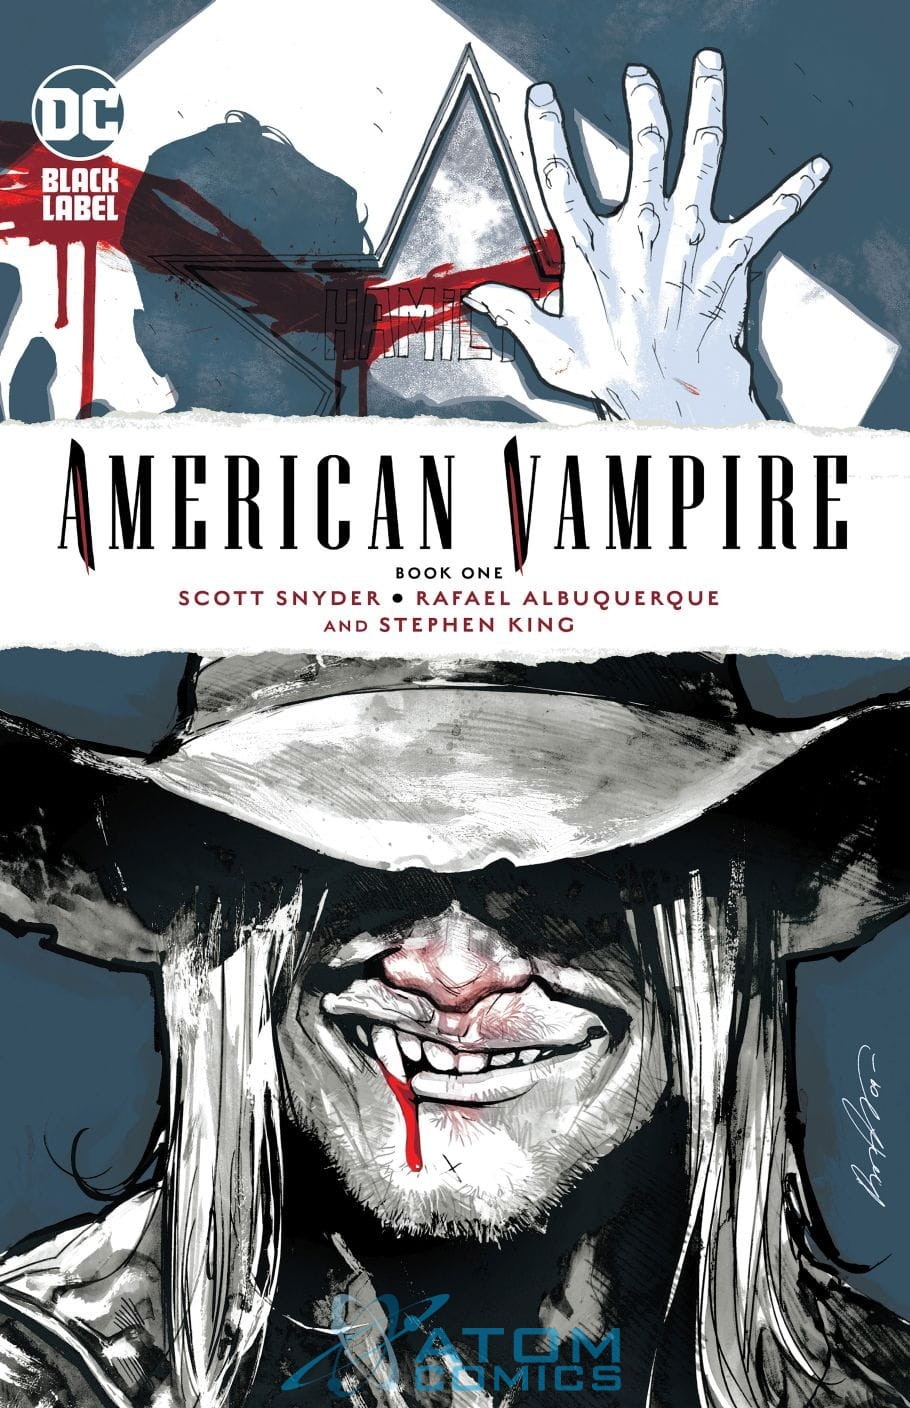 DC
BLACK
LABEL
AMERICAN VAMPIRE
BOOK ONE
SCOTT SNYDER • RAFAEL ALBUQUERQUE
AND STEPHEN KING
ATOM
COMICS